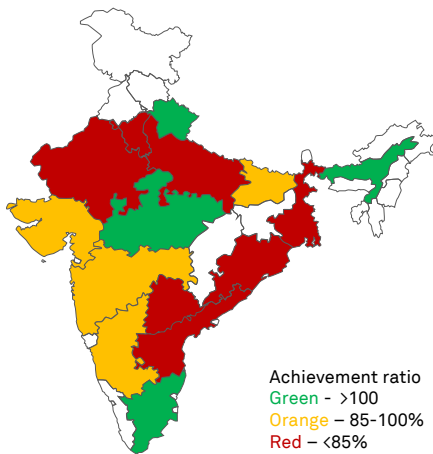 Achievement ratio
Green - >100
Orange – 85-100%
Red – <85%